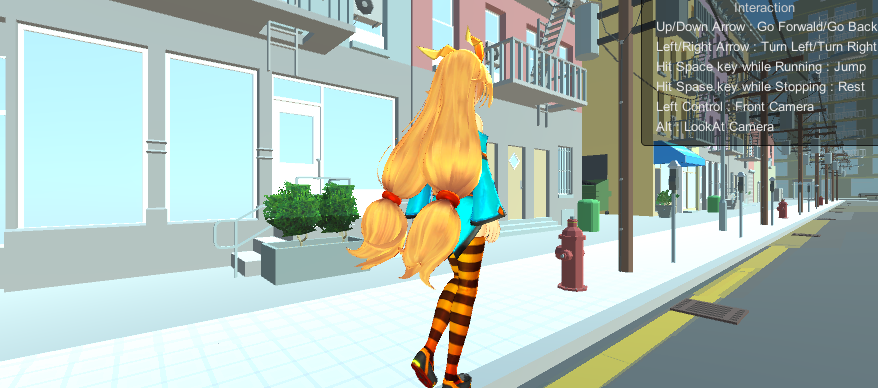 Interaction
Up/Down Arrow : Go Forwald/Go Back
Left/Right Arrow : Turn Left/Turn Right
Hit Space key while Running : Jump
Hit Spase key while Stopping : Rest
Left Control : Front Camera
Alt : LookAt Camera